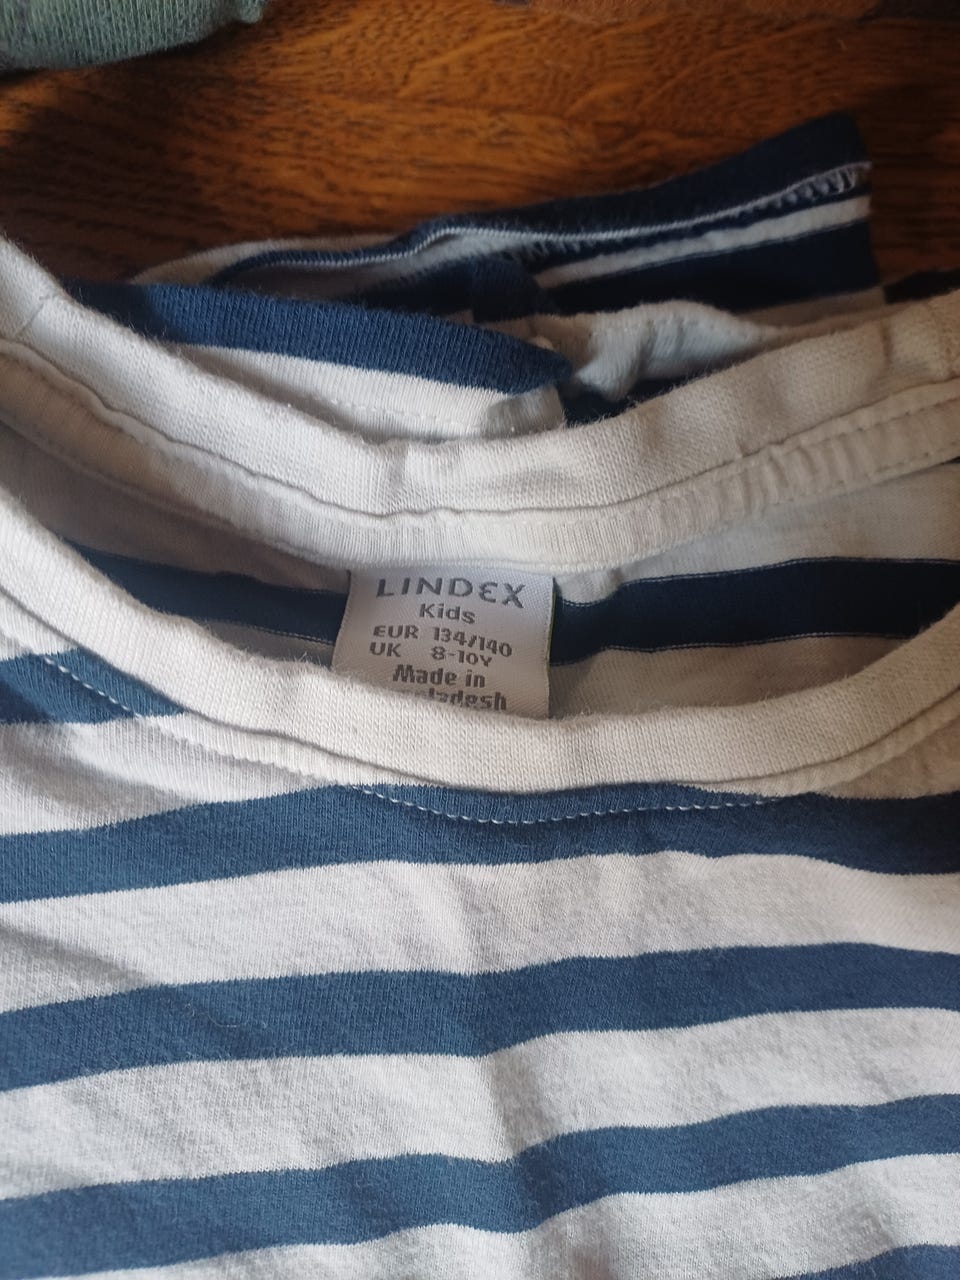 LINDEX
Kids
EUR 134/140
UK 8-10Y
Made in